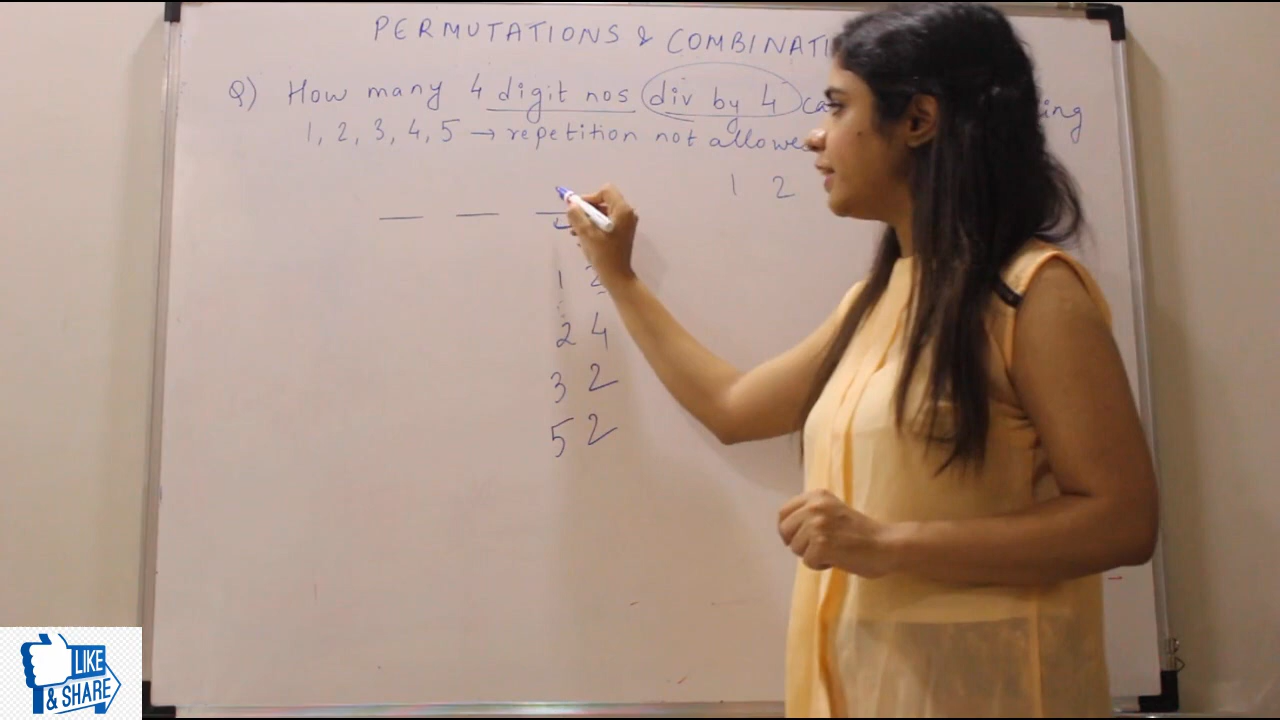 PERMUTATIONS & COMBINATI
Q) How many 4 digit nos div by 4 ca ing
1, 2, 3, 4, 5 → repetition not allowe
1 2
1 2
2 4
3 2
5 2
LIKE
& SHARE